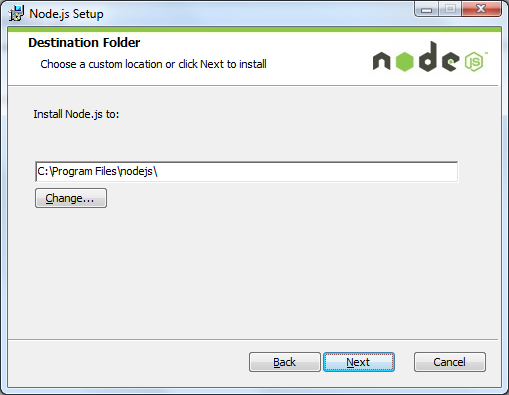 Node.js Setup
Destination Folder
Choose a custom location or click Next to install
node
JS
Install Node.js to:
C:\Program Files\nodejs\
Change...
Back Next Cancel